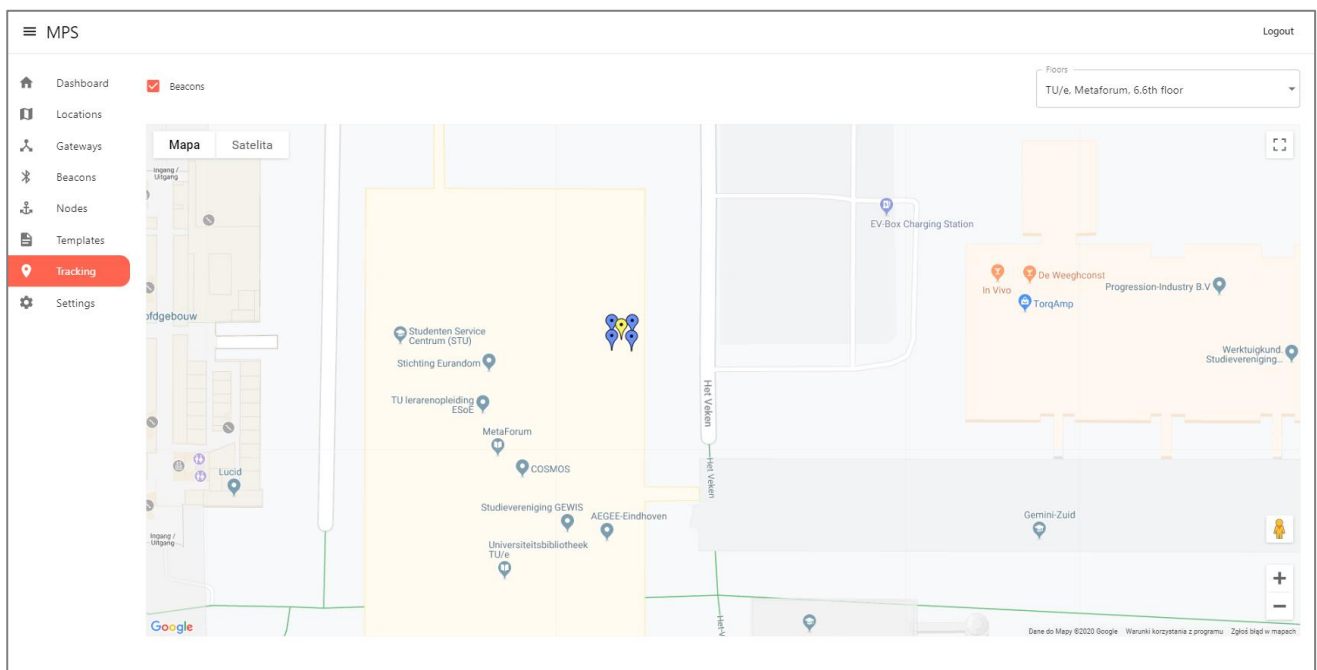 MPS
Logout
Dashboard
Locations
Gateways
Beacons
Nodes
Templates
Tracking
Settings
Beacons
Floors
TU/e, Metaforum, 6.6th floor
Mapa
Satelita
Ingang /
Uitgang
ofdgebouw
Lucid
Ingang /
Uitgang
Studenten Service
Centrum (STU)
Stichting Eurandom
TU lerarenopleiding
ESoE
MetaForum
COSMOS
Studievereniging GEWIS
AEGEE-Eindhoven
Universiteitsbibliotheek
TU/e
Het Veken
Het Veken
Het V
EV-Box Charging Station
In Vivo
De Weeghconst
TorqAmp
Progression-Industry B.V
Werktuigkund.
Studievereniging...
Gemini-Zuid
Google
Dane do Mapy ©2020 Google
Warunki korzystania z programu
Zgłoś błąd w mapach